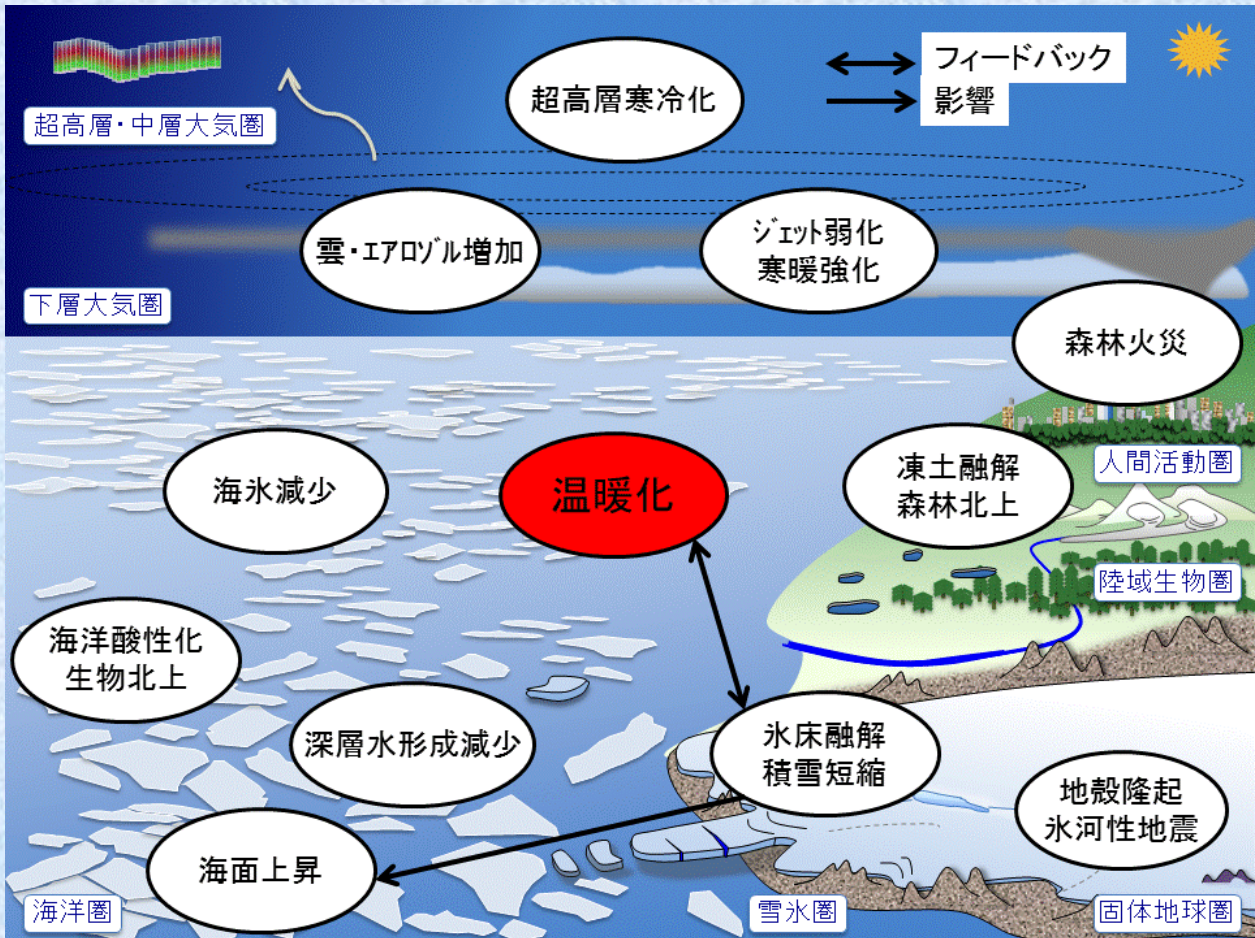 フィードバック
影響
超高層寒冷化
超高層・中層大気圏
雲・エアロゾル増加
ジェット弱化
寒暖強化
下層大気圏
森林火災
人間活動圏
海氷減少
温暖化
凍土融解
森林北上
陸域生物圏
海洋酸性化
生物北上
深層水形成減少
氷床融解
積雪短縮
地殻隆起
氷河性地震
海面上昇
海洋圏
雪氷圏
固体地球圏